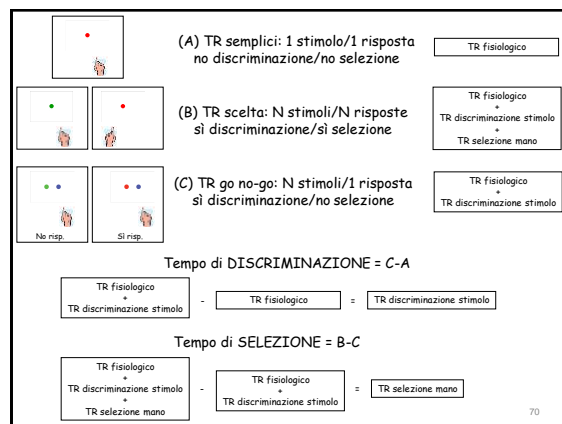 (A) TR semplici: 1 stimolo/1 risposta
no discriminazione/no selezione
TR fisiologico
(B) TR scelta: N stimoli/N risposte
sì discriminazione/sì selezione
TR fisiologico
+
TR discriminazione stimolo
+
TR selezione mano
(C) TR go no-go: N stimoli/1 risposta
sì discriminazione/no selezione
TR fisiologico
+
TR discriminazione stimolo
No risp.
Sì risp.
Tempo di DISCRIMINAZIONE = C-A
TR fisiologico
+
TR discriminazione stimolo
-
TR fisiologico
=
TR discriminazione stimolo
Tempo di SELEZIONE = B-C
TR fisiologico
+
TR discriminazione stimolo
+
TR selezione mano
-
TR fisiologico
+
TR discriminazione stimolo
=
TR selezione mano
70